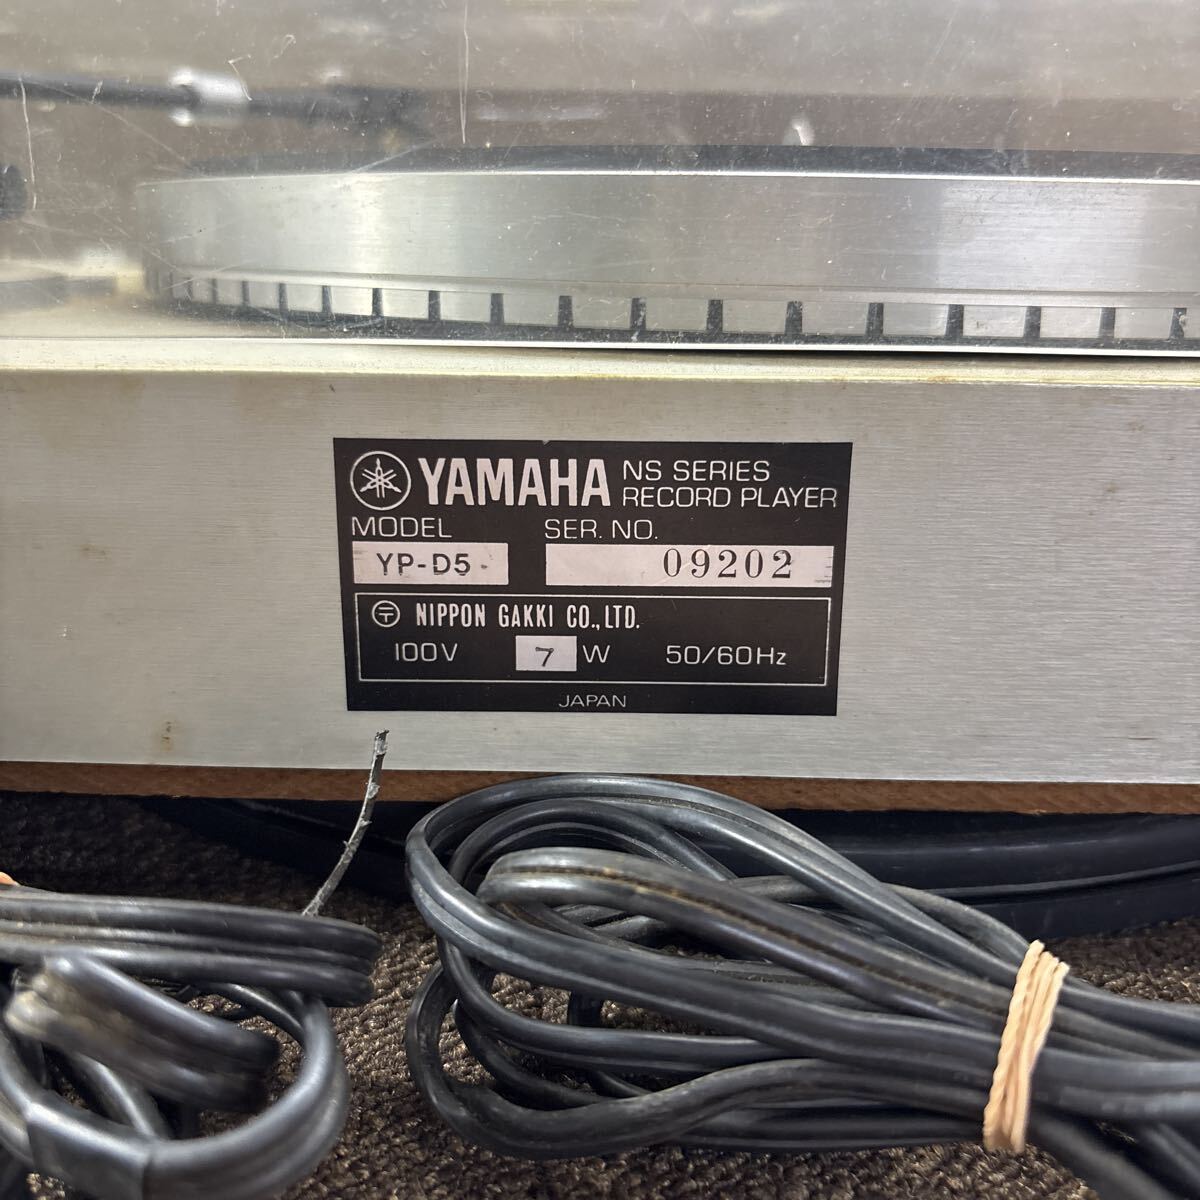 YAMAHA NS SERIES
RECORD PLAYER
MODEL SER. NO.
YP-D5 09202
〒 NIPPON GAKKI CO., LTD.
100V 7 W 50/60Hz
JAPAN